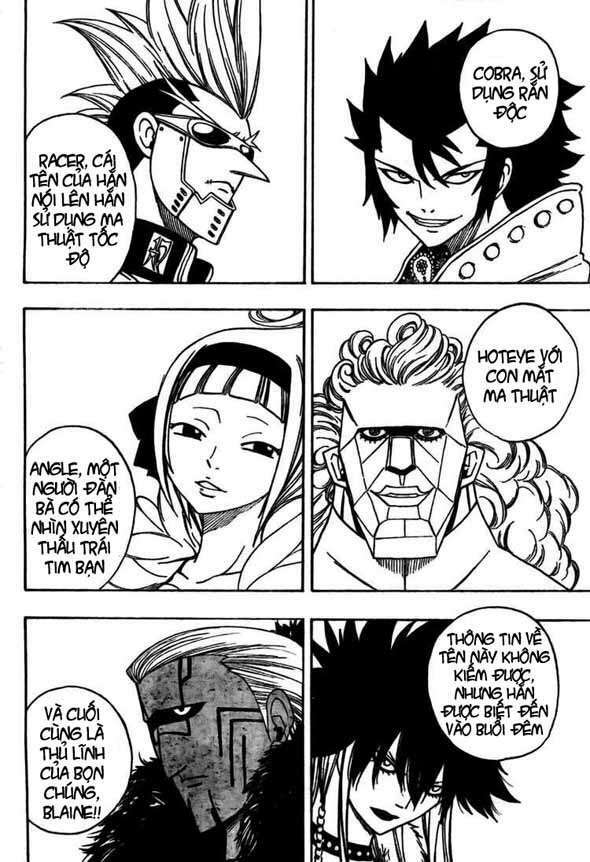 COBRA, SỬ
DỤNG RẮN
ĐỘC
RACER, CÁI
TÊN CỦA HẮN
NÓI LÊN HẮN
SỬ DỤNG MA
THUẬT TỐC
ĐỘ
HOTEYE VỚI
CON MẮT
MA THUẬT
ANGLE, MỘT
NGƯỜI ĐÀN
BÀ CÓ THỂ
NHÌN XUYÊN
THẤU TRÁI
TIM BẠN
THÔNG TIN VỀ
TÊN NÀY KHÔNG
KIẾM ĐƯỢC,
NHƯNG HẮN
ĐƯỢC BIẾT ĐẾN
VÀO BUỔI ĐÊM
VÀ CUỐI
CÙNG LÀ
THỦ LĨNH
CỦA BỌN
CHÚNG,
BLAINE!!